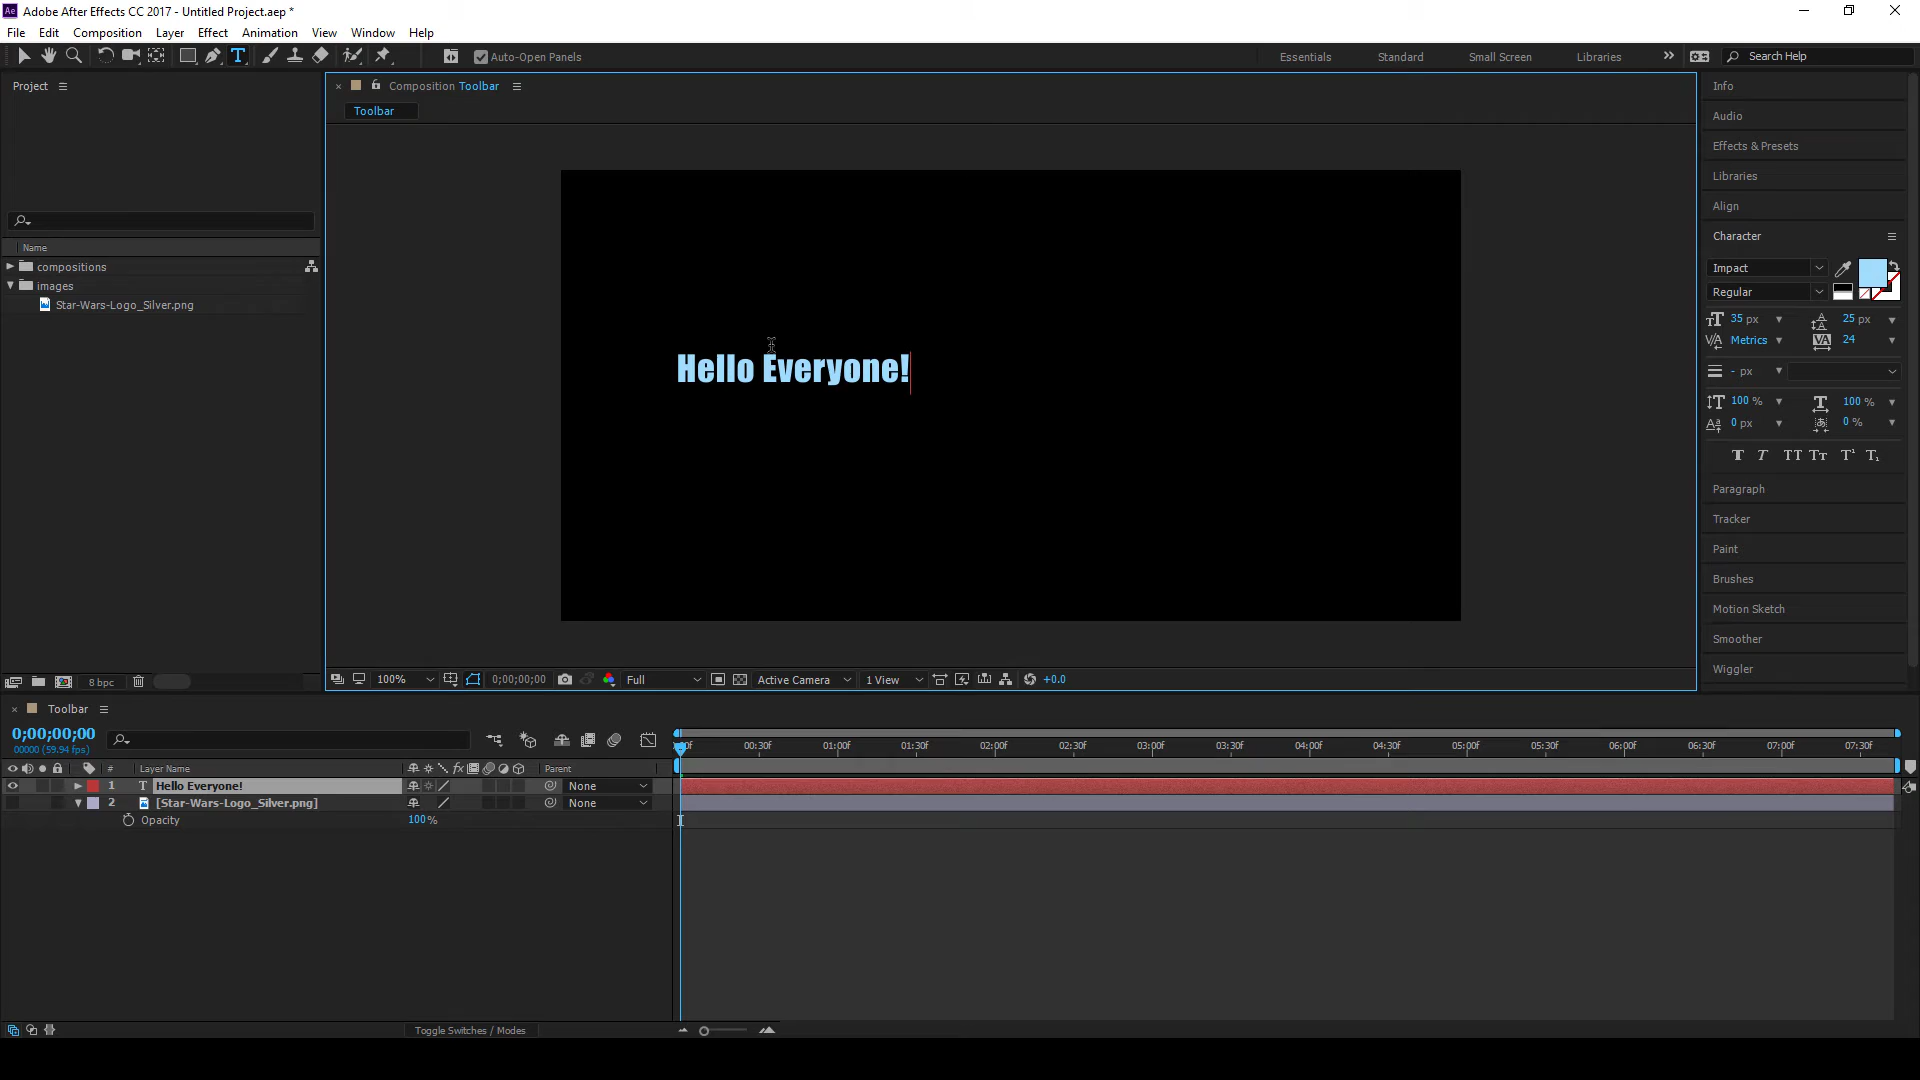 Adobe After Effects CC 2017 - Untitled Project.aep *
File Edit Composition Layer Effect Animation View Window Help
Auto-Open Panels
Essentials Standard Small Screen Libraries
Search Help
Project
Composition Toolbar
Toolbar
Name
compositions
images
Star-Wars-Logo_Silver.png
Hello Everyone!
Info
Audio
Effects & Presets
Libraries
Align
Character
Impact
Regular
35 px 25 px
Metrics 24
- px
100 % 100 %
0 px 0 %
Paragraph
Tracker
Paint
Brushes
Motion Sketch
Smoother
Wiggler
8 bpc
100% 0;00;00;00 Full Active Camera 1 View +0.0
Toolbar
0;00;00;00
00000 (59.94 fps)
00:30f 01:00f 01:30f 02:00f 02:30f 03:00f 03:30f 04:00f 04:30f 05:00f 05:30f 06:00f 06:30f 07:00f 07:30f
# Layer Name Parent
1 Hello Everyone! None
2 [Star-Wars-Logo_Silver.png] None
Opacity 100%
Toggle Switches / Modes